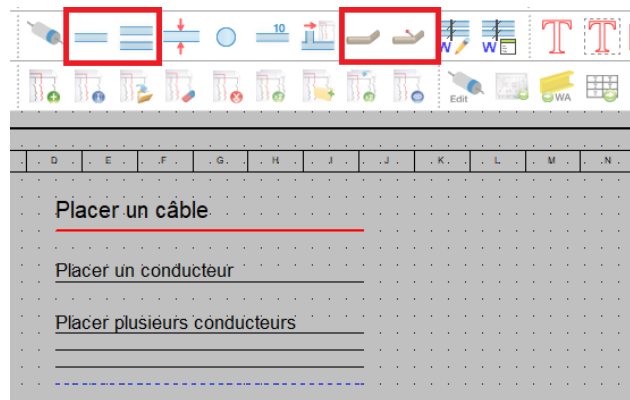 10
W W T T
Edit WA
D E F G H I J K L M N
Placer un câble
Placer un conducteur
Placer plusieurs conducteurs